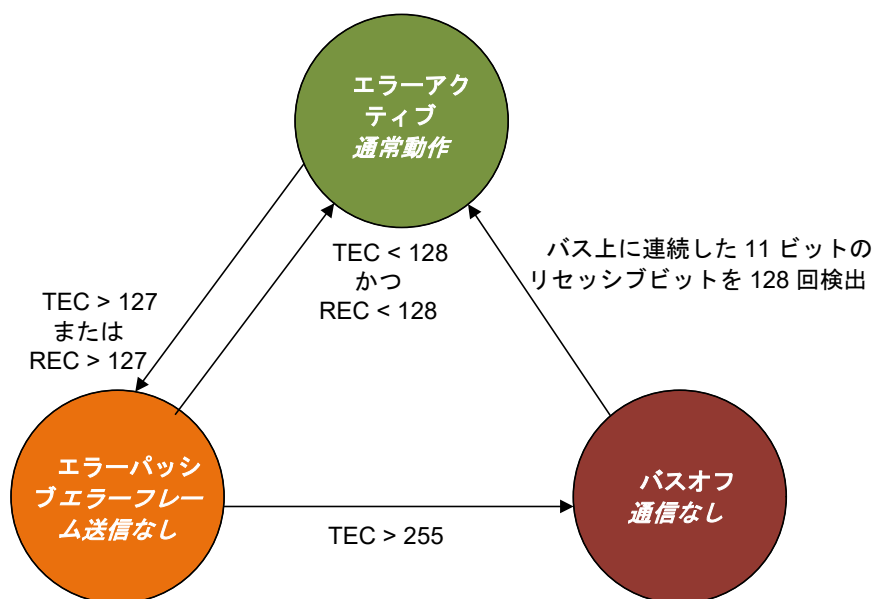 エラーアク
ティブ
通常動作
TEC < 128
かつ
REC < 128
バス上に連続した 11 ビットの
リセッシブビットを 128 回検出
TEC > 127
または
REC > 127
エラーパッシ
ブエラーフレー
ム送信なし
TEC > 255
バスオフ
通信なし